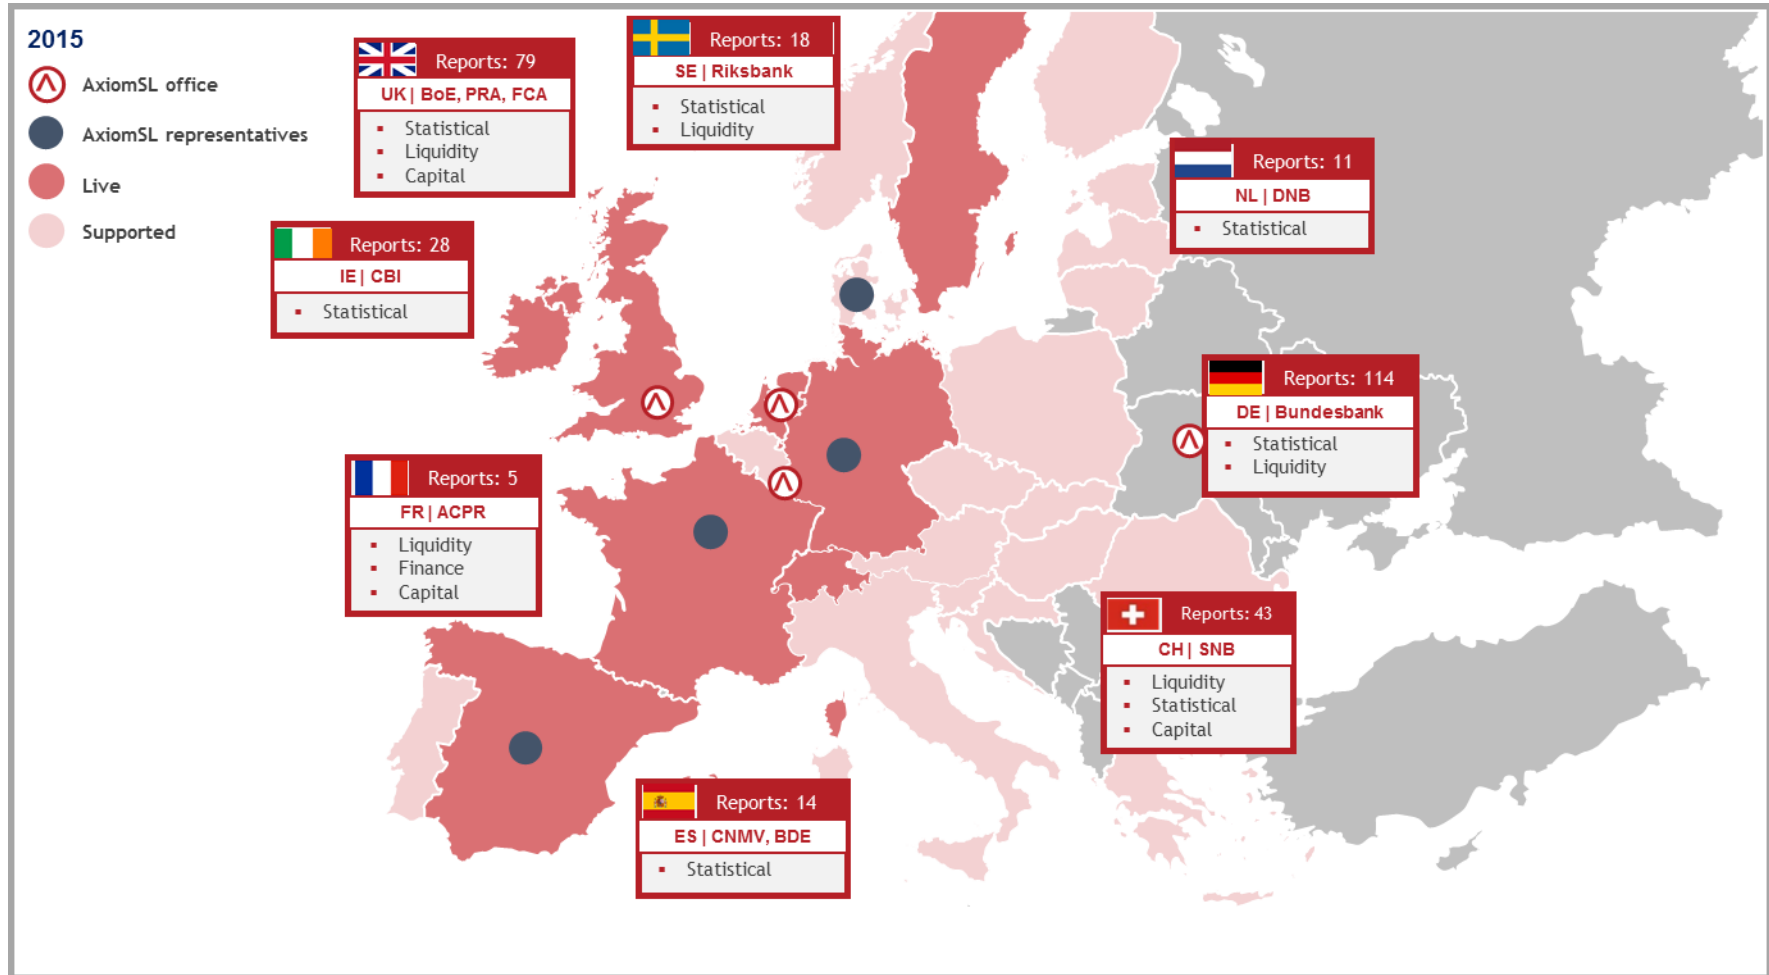 2015
AxiomSL office
AxiomSL representatives
Live
Supported
Reports: 79
UK | BoE, PRA, FCA
▪ Statistical
▪ Liquidity
▪ Capital
Reports: 18
SE | Riksbank
▪ Statistical
▪ Liquidity
Reports: 11
NL | DNB
▪ Statistical
Reports: 28
IE | CBI
▪ Statistical
Reports: 114
DE | Bundesbank
▪ Statistical
▪ Liquidity
Reports: 5
FR | ACPR
▪ Liquidity
▪ Finance
▪ Capital
Reports: 43
CH | SNB
▪ Liquidity
▪ Statistical
▪ Capital
Reports: 14
ES | CNMV, BDE
▪ Statistical